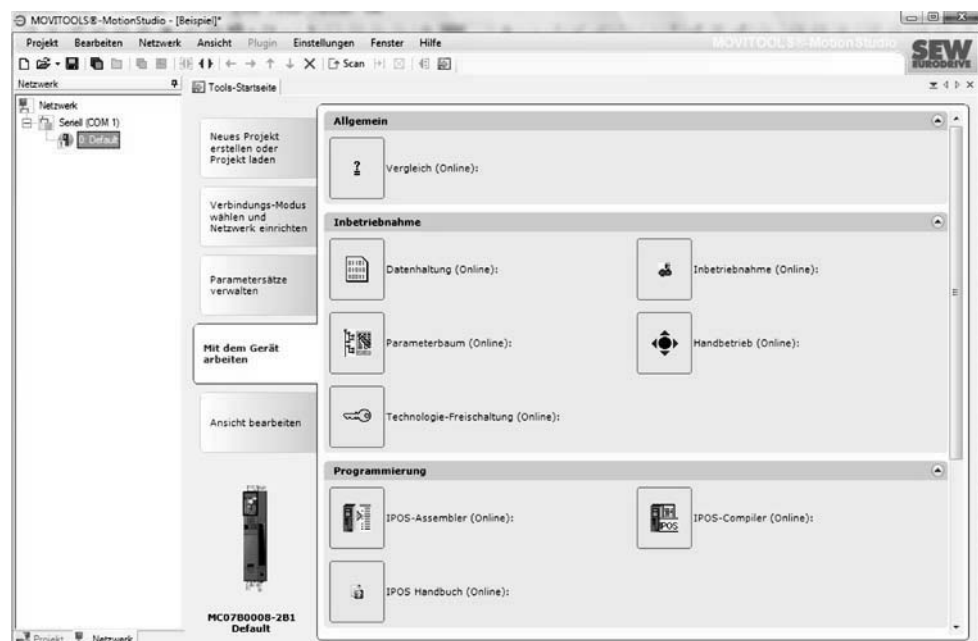 MOVITOOLS®-MotionStudio - [Beispiel]*
Projekt Bearbeiten Netzwerk Ansicht Plugin Einstellungen Fenster Hilfe
MOVITOOLS®-MotionStudio
SEW
EURODRIVE
Scan
Netzwerk
Tools-Startseite
Netzwerk
Seriell (COM 1)
0: Default
Neues Projekt
erstellen oder
Projekt laden
Verbindungs-Modus
wählen und
Netzwerk einrichten
Parametersätze
verwalten
Mit dem Gerät
arbeiten
Ansicht bearbeiten
MC07B0008-2B1
Default
Allgemein
Vergleich (Online):
Inbetriebnahme
Datenhaltung (Online):
Inbetriebnahme (Online):
Parameterbaum (Online):
Handbetrieb (Online):
Technologie-Freischaltung (Online):
Programmierung
IPOS-Assembler (Online):
IPOS
IPOS-Compiler (Online):
IPOS Handbuch (Online):
Projekt Netzwerk